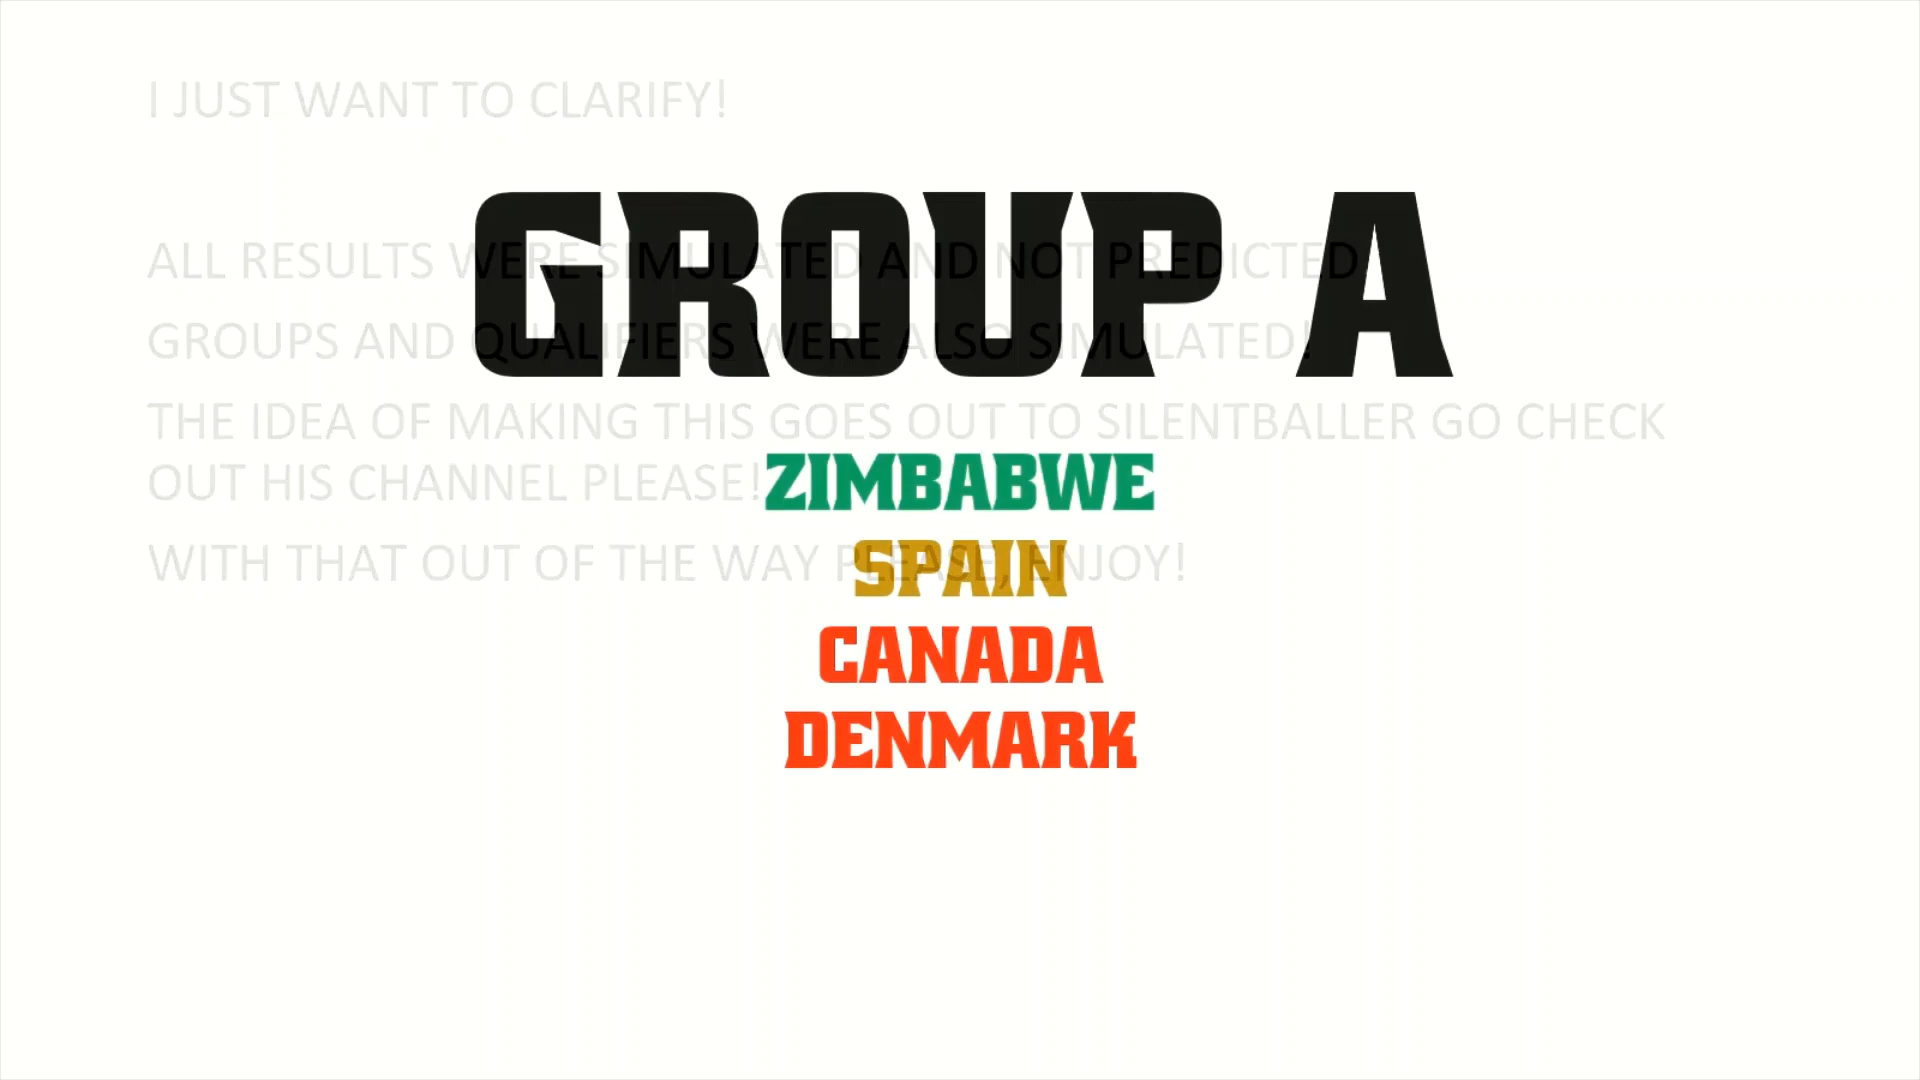 I JUST WANT TO CLARIFY!
GROUP A
ALL RESULTS WERE SIMULATED AND NOT PREDICTED
GROUPS AND QUALIFIERS WERE ALSO SIMULATED!
THE IDEA OF MAKING THIS GOES OUT TO SILENTBALLER GO CHECK
OUT HIS CHANNEL PLEASE!
ZIMBABWE
WITH THAT OUT OF THE WAY PLEASE, ENJOY!
SPAIN
CANADA
DENMARK